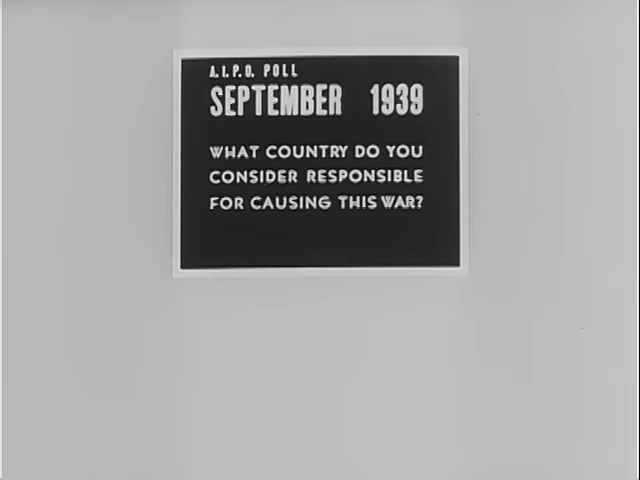 A.I.P.O. POLL
SEPTEMBER 1939
WHAT COUNTRY DO YOU
CONSIDER RESPONSIBLE
FOR CAUSING THIS WAR?